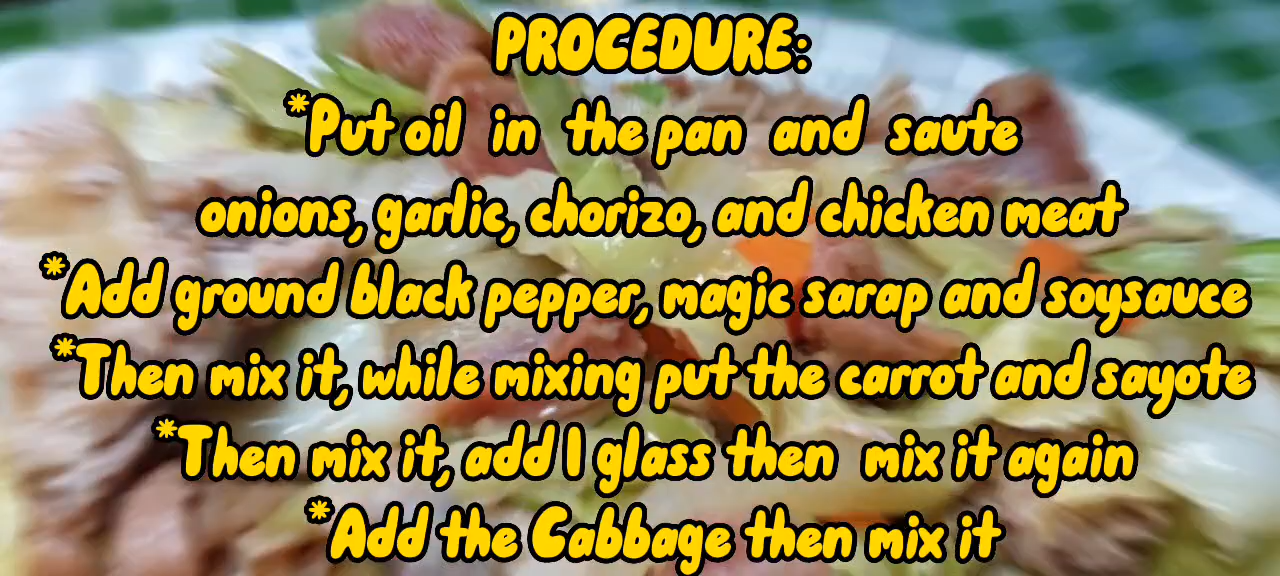 PROCEDURE:
*Put oil in the pan and saute
onions, garlic, chorizo, and chicken meat
*Add ground black pepper, magic sarap and soysauce
*Then mix it, while mixing put the carrot and sayote
*Then mix it, add 1 glass then mix it again
*Add the Cabbage then mix it